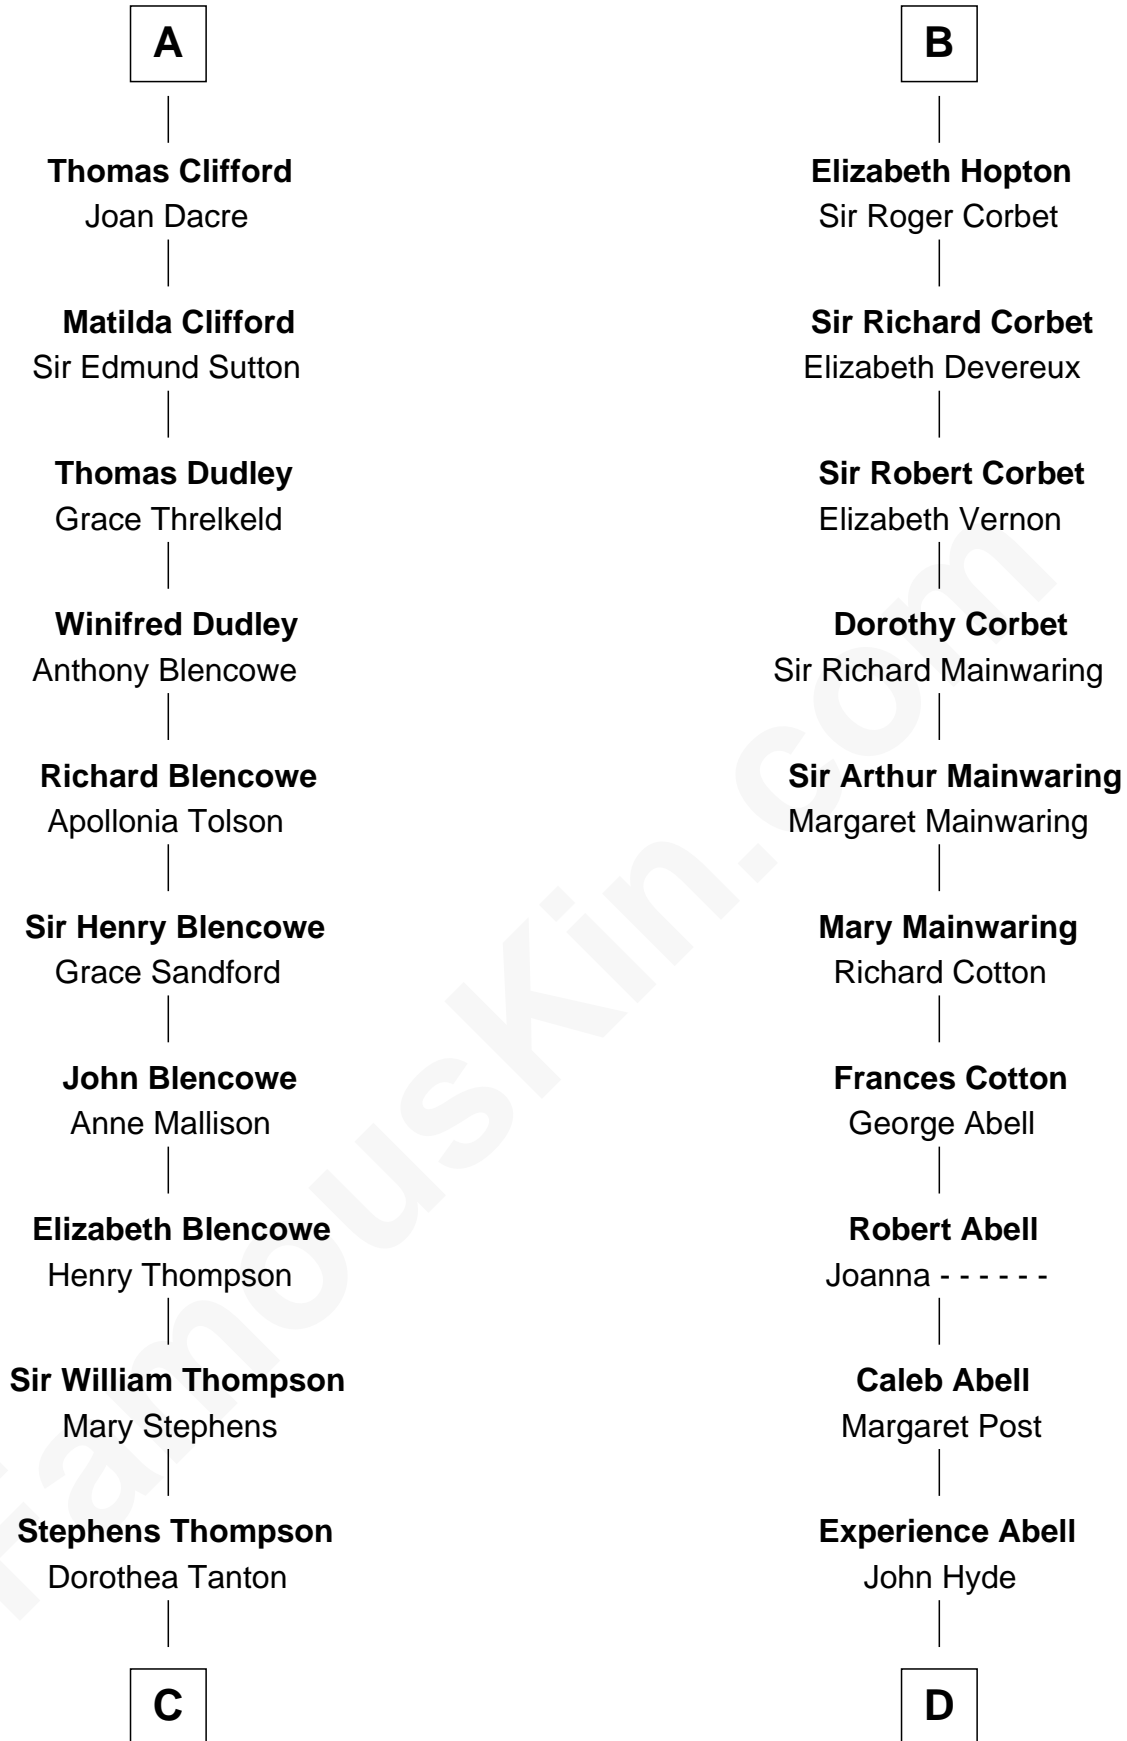 A
Thomas Clifford
Joan Dacre
Matilda Clifford
Sir Edmund Sutton
Thomas Dudley
Grace Threlkeld
Winifred Dudley
Anthony Blencowe
Richard Blencowe
Apollonia Tolson
Sir Henry Blencowe
Grace Sandford
John Blencowe
Anne Mallison
Elizabeth Blencowe
Henry Thompson
Sir William Thompson
Mary Stephens
Stephens Thompson
Dorothea Tanton
C
B
Elizabeth Hopton
Sir Roger Corbet
Sir Richard Corbet
Elizabeth Devereux
Sir Robert Corbet
Elizabeth Vernon
Dorothy Corbet
Sir Richard Mainwaring
Sir Arthur Mainwaring
Margaret Mainwaring
Mary Mainwaring
Richard Cotton
Frances Cotton
George Abell
Robert Abell
Joanna - - - - - -
Caleb Abell
Margaret Post
Experience Abell
John Hyde
D
FamousKin.com